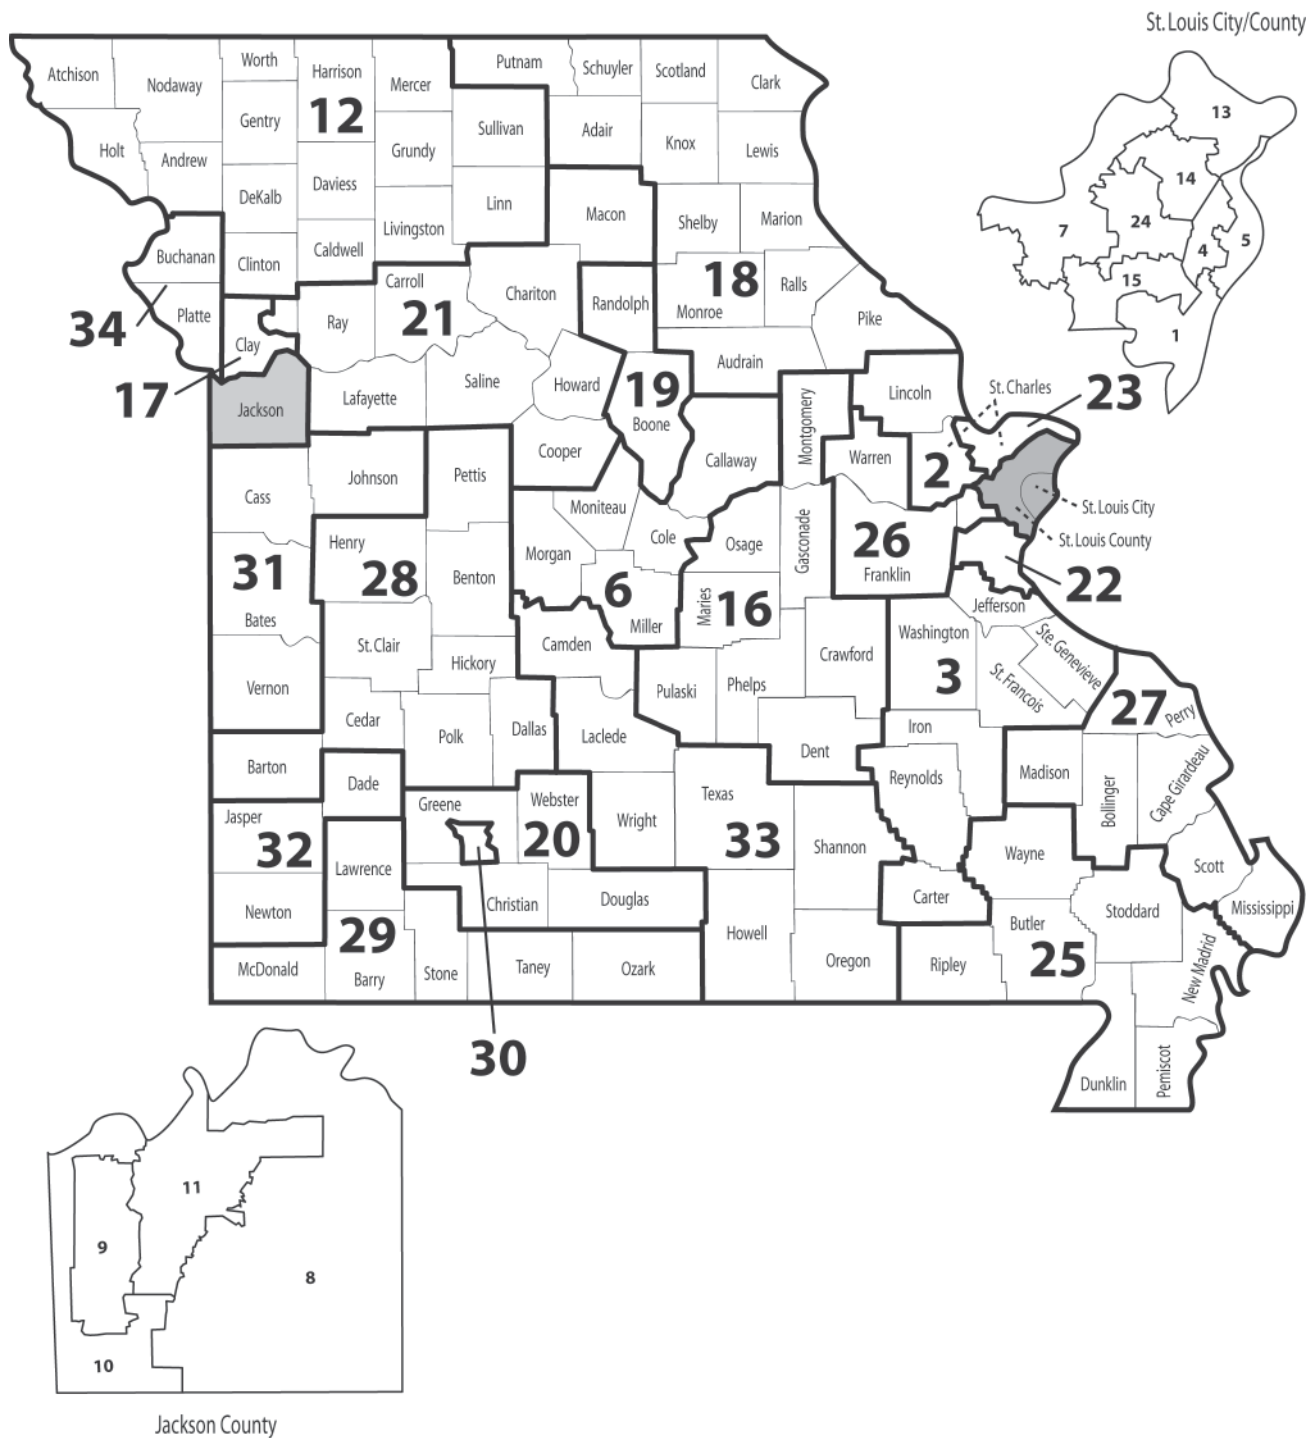 St. Louis City/County
Atchison
Nodaway
Worth
Harrison
Mercer
Putnam
Schuyler
Scotland
Clark
Gentry
12
Sullivan
Adair
Knox
Lewis
Holt
Andrew
Grundy
DeKalb
Daviess
Linn
Livingston
Macon
Shelby
Marion
Buchanan
Clinton
Caldwell
Carroll
Chariton
18
Ralls
Randolph
Monroe
Pike
34
Platte
Ray
21
Clay
17
Audrain
Lafayette
Saline
Howard
19
Boone
Jackson
Lincoln
St. Charles
23
Montgomery
Cooper
Callaway
Warren
2
Johnson
Pettis
Cass
Moniteau
Cole
Osage
Gasconade
St. Louis City
St. Louis County
Henry
Morgan
26
Franklin
31
28
Benton
6
Maries
16
22
Bates
Miller
Jefferson
St. Clair
Camden
Crawford
Washington
Ste. Genevieve
Hickory
3
St. Francois
Vernon
Pulaski
Phelps
27
Perry
Cedar
Polk
Dallas
Laclede
Iron
Dent
Barton
Dade
Reynolds
Madison
Bollinger
Cape Girardeau
Greene
Webster
Texas
Jasper
Wright
32
20
33
Shannon
Wayne
Lawrence
Scott
Newton
Christian
Douglas
Carter
Stoddard
Mississippi
29
Howell
Butler
McDonald
Barry
Stone
Taney
Ozark
Oregon
Ripley
25
New Madrid
30
Dunklin
Pemiscot
13
14
7
24
4
5
15
1
11
9
8
10
Jackson County